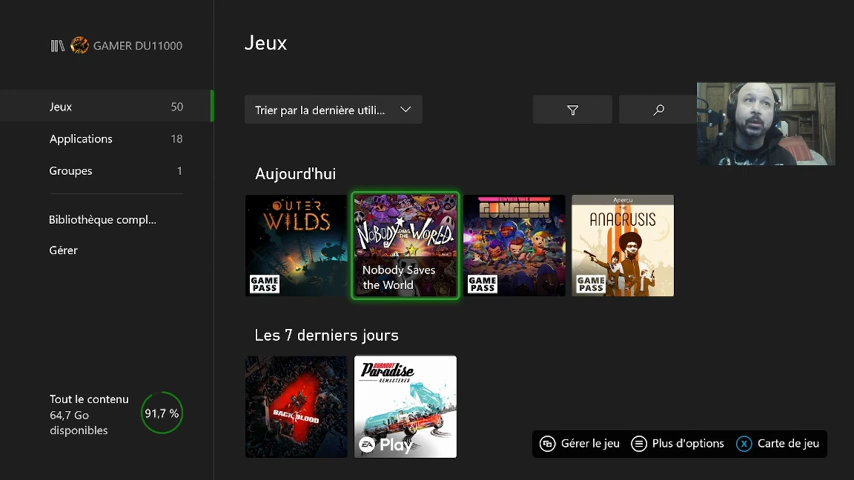 GAMER DU11000
Jeux
Jeux 50
Applications 18
Groupes 1
Bibliothèque compl...
Gérer
Tout le contenu
64,7 Go
disponibles
91,7 %
Trier par la dernière utili...
Aujourd'hui
OUTER
WILDS
GAME
PASS
NOBODY SAVES THE WORLD
Nobody Saves
the World
GUNGEON
GAME
PASS
Aperçu
ANACRUSIS
GAME
PASS
Les 7 derniers jours
4
BACK BLOOD
BURNOUT
Paradise
REMASTERED
EA Play
Gérer le jeu
Plus d'options
X Carte de jeu